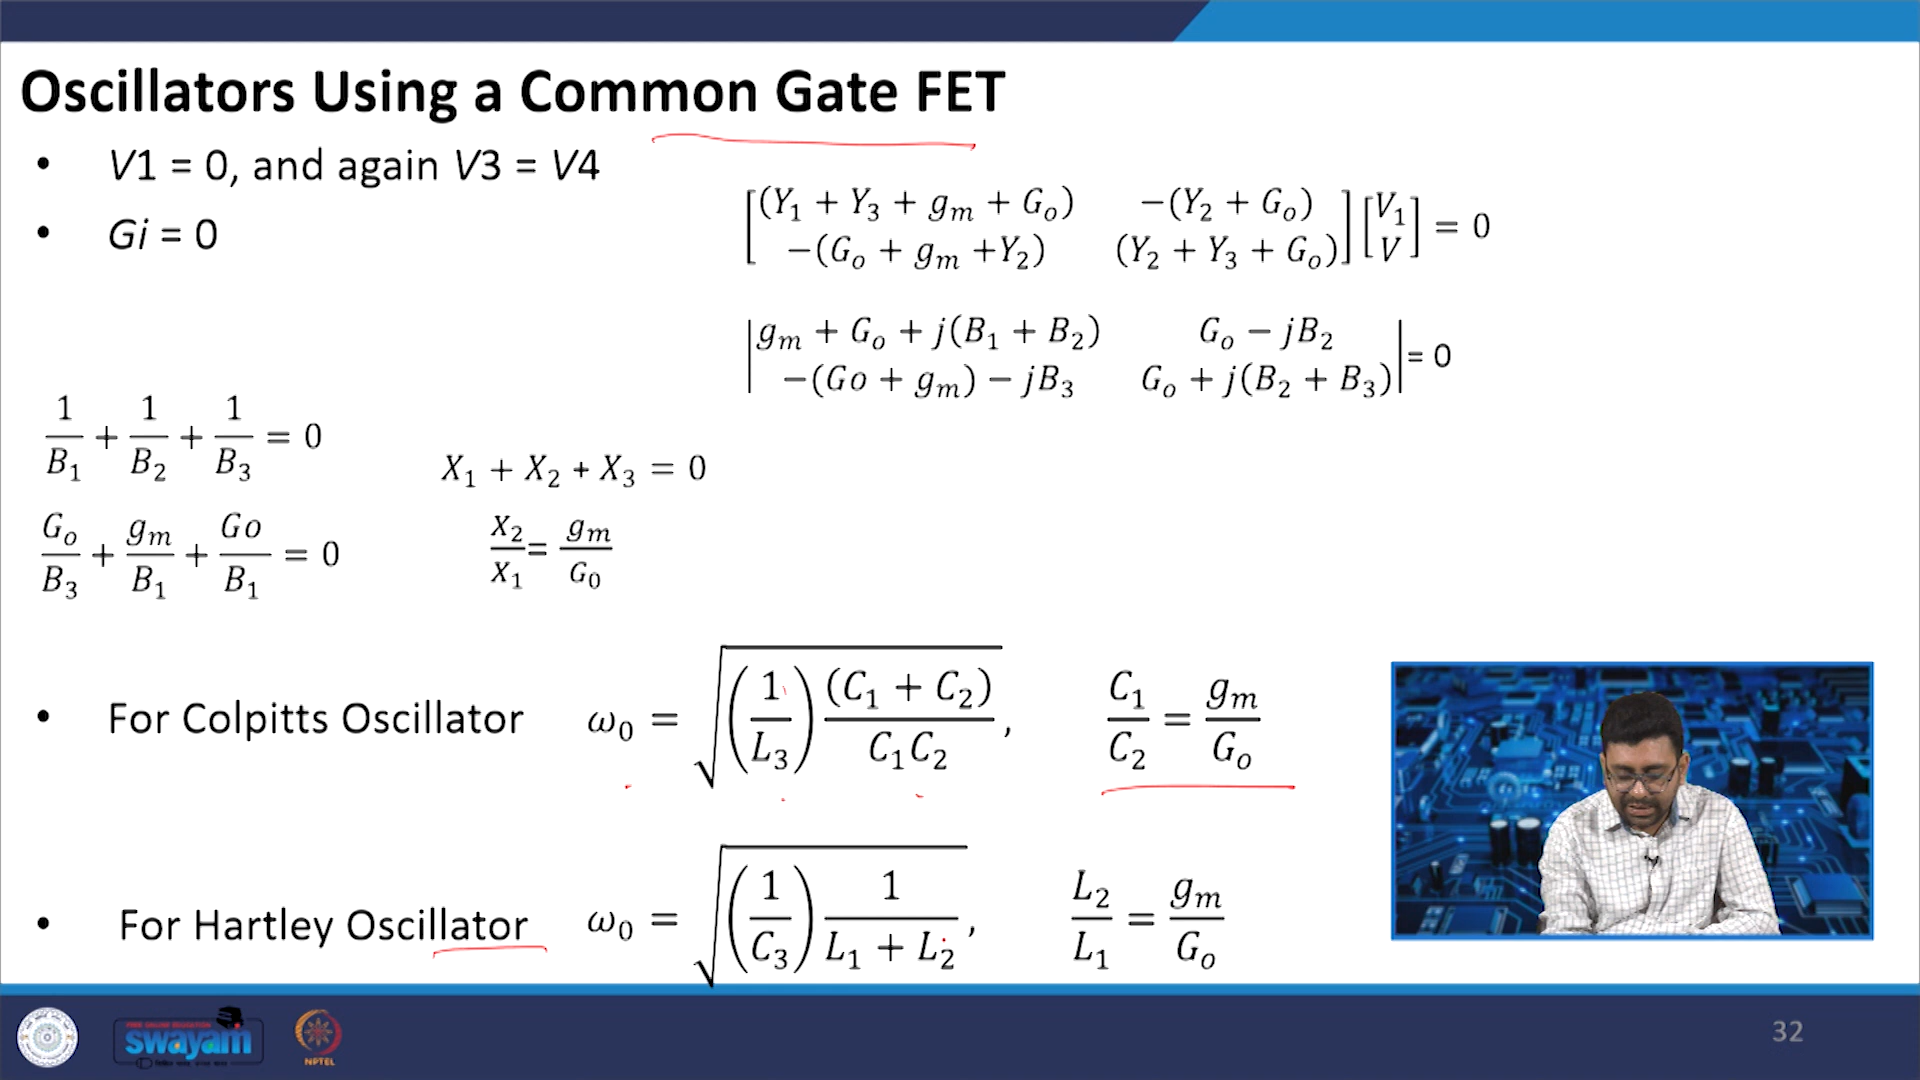 Oscillators Using a Common Gate FET
• V1 = 0, and again V3 = V4
• Gi = 0
[(Y₁ + Y₃ + gₘ + Gₒ) −(Y₂ + Gₒ)
−(Gₒ + gₘ +Y₂) (Y₂ + Y₃ + Gₒ)] [V₁ V] = 0
|gₘ + Gₒ + j(B₁ + B₂) Gₒ − jB₂
−(Go + gₘ) − jB₃ Gₒ + j(B₂ + B₃)| = 0
1/B₁ + 1/B₂ + 1/B₃ = 0
X₁ + X₂ + X₃ = 0
Gₒ/B₃ + gₘ/B₁ + Go/B₁ = 0
X₂/X₁ = gₘ/G₀
• For Colpitts Oscillator ω₀ = √((1/L₃) (C₁ + C₂)/(C₁C₂)), C₁/C₂ = gₘ/Gₒ
• For Hartley Oscillator ω₀ = √((1/C₃) 1/(L₁ + L₂)), L₂/L₁ = gₘ/Gₒ
swayam
NPTEL
32